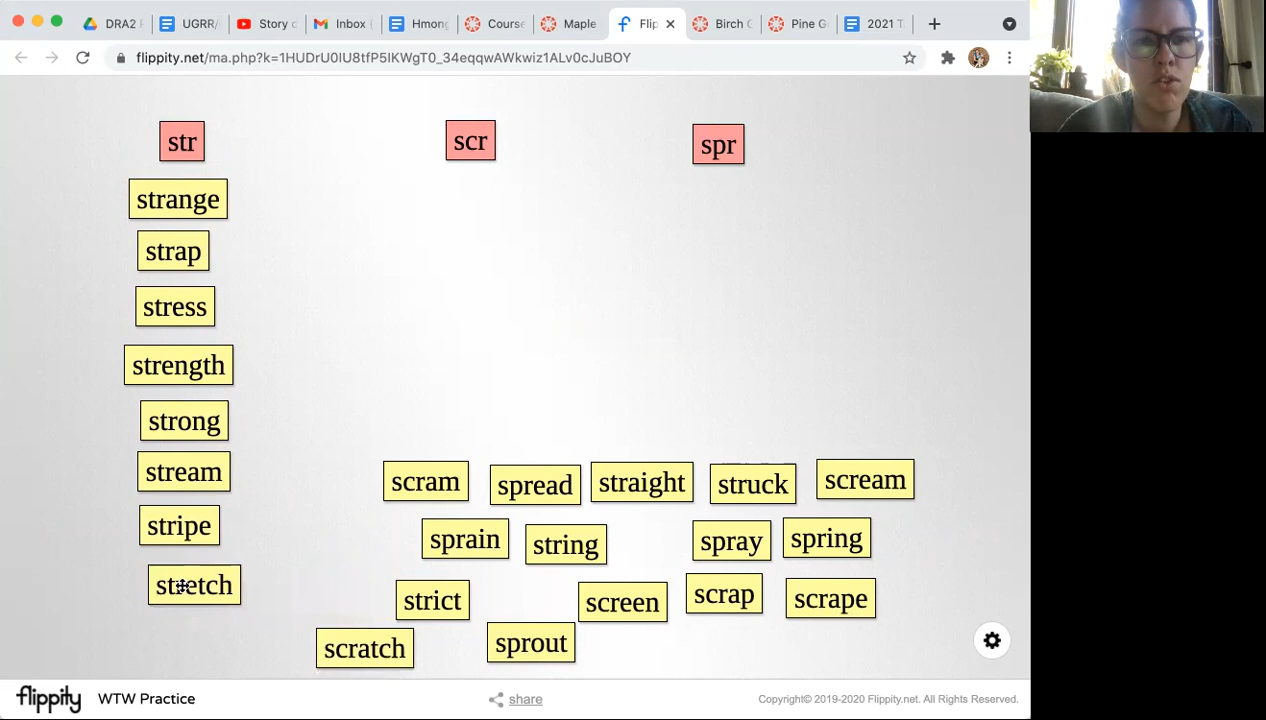 DRA2 F
UGRR/
Story c
Inbox (
Hmong
Course
Maple
Flip
Birch G
Pine G
2021 T
flippity.net/ma.php?k=1HUDrU0IU8tfP5IKWgT0_34eqqwAWkwiz1ALv0cJuBOY
str scr spr
strange
strap
stress
strength
strong
stream
scram spread straight struck scream
stripe
sprain string spray spring
stretch
strict screen scrap scrape
scratch sprout
flippity WTW Practice share Copyright© 2019-2020 Flippity.net. All Rights Reserved.